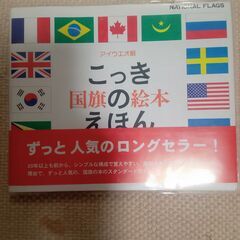 NATIONAL FLAGS
アイウエオ順
こっき
国旗の絵本
えほん
ずっと人気のロングセラー！